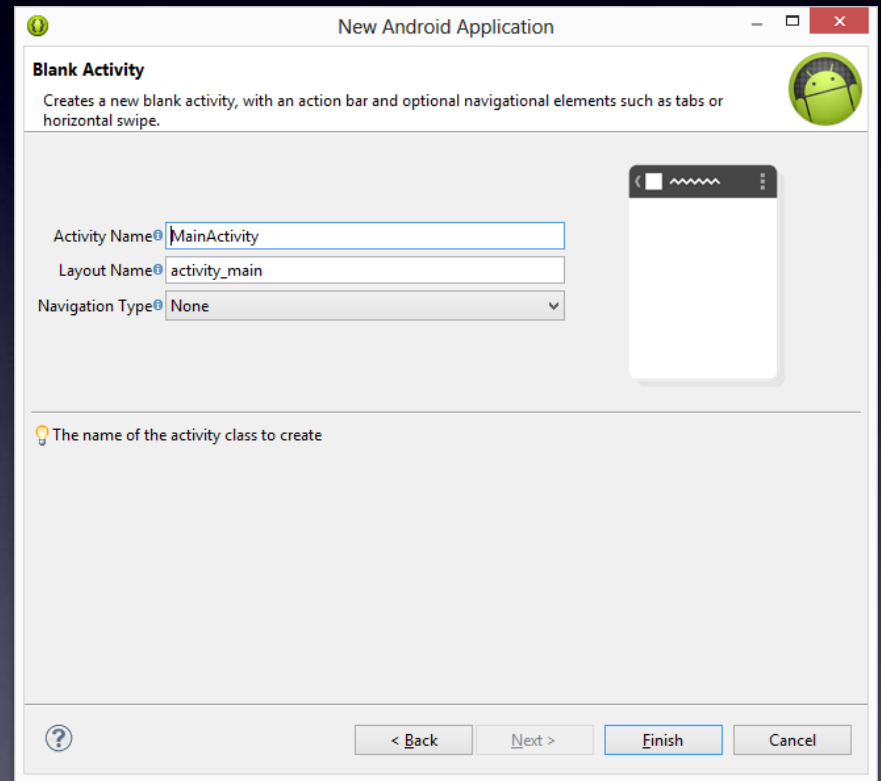 New Android Application
Blank Activity
Creates a new blank activity, with an action bar and optional navigational elements such as tabs or
horizontal swipe.
Activity Name MainActivity
Layout Name activity_main
Navigation Type None
The name of the activity class to create
? < Back Next > Finish Cancel